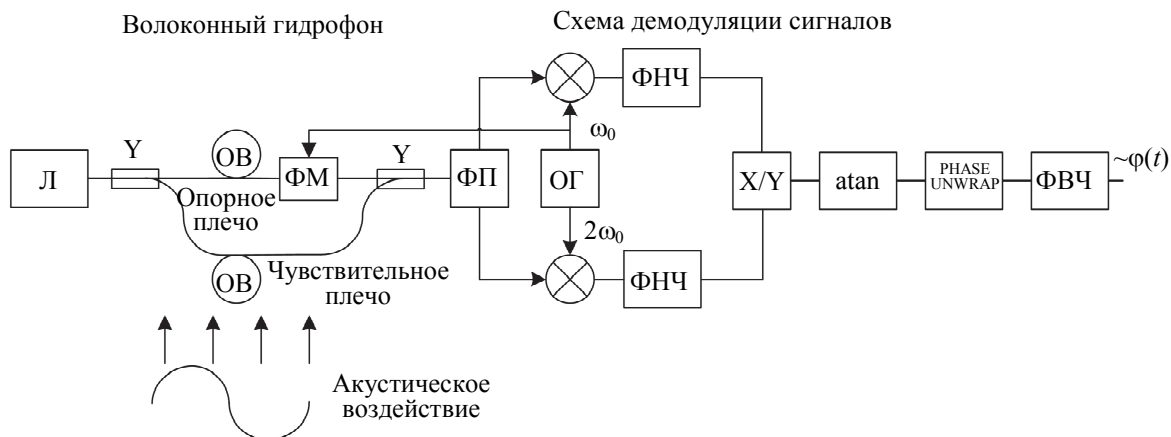 Волоконный гидрофон
Схема демодуляции сигналов
ФНЧ
ω₀
Y
ОВ
Y
Л
ФМ
ФП
ОГ
X/Y
atan
PHASE
UNWRAP
ФВЧ
~φ(t)
Опорное
плечо
2ω₀
ОВ
Чувствительное
плечо
ФНЧ
Акустическое
воздействие